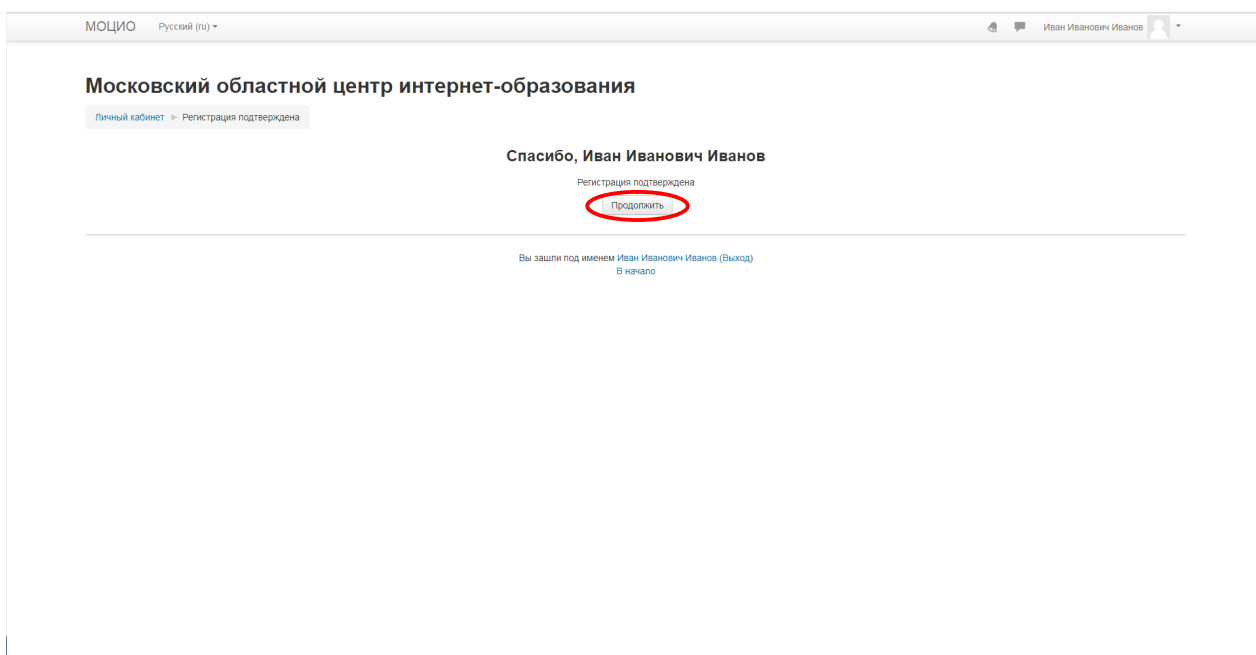 МОЦИО Русский (ru) Иван Иванович Иванов
Московский областной центр интернет-образования
Личный кабинет ► Регистрация подтверждена
Спасибо, Иван Иванович Иванов
Регистрация подтверждена
Продолжить
Вы зашли под именем Иван Иванович Иванов (Выход)
В начало